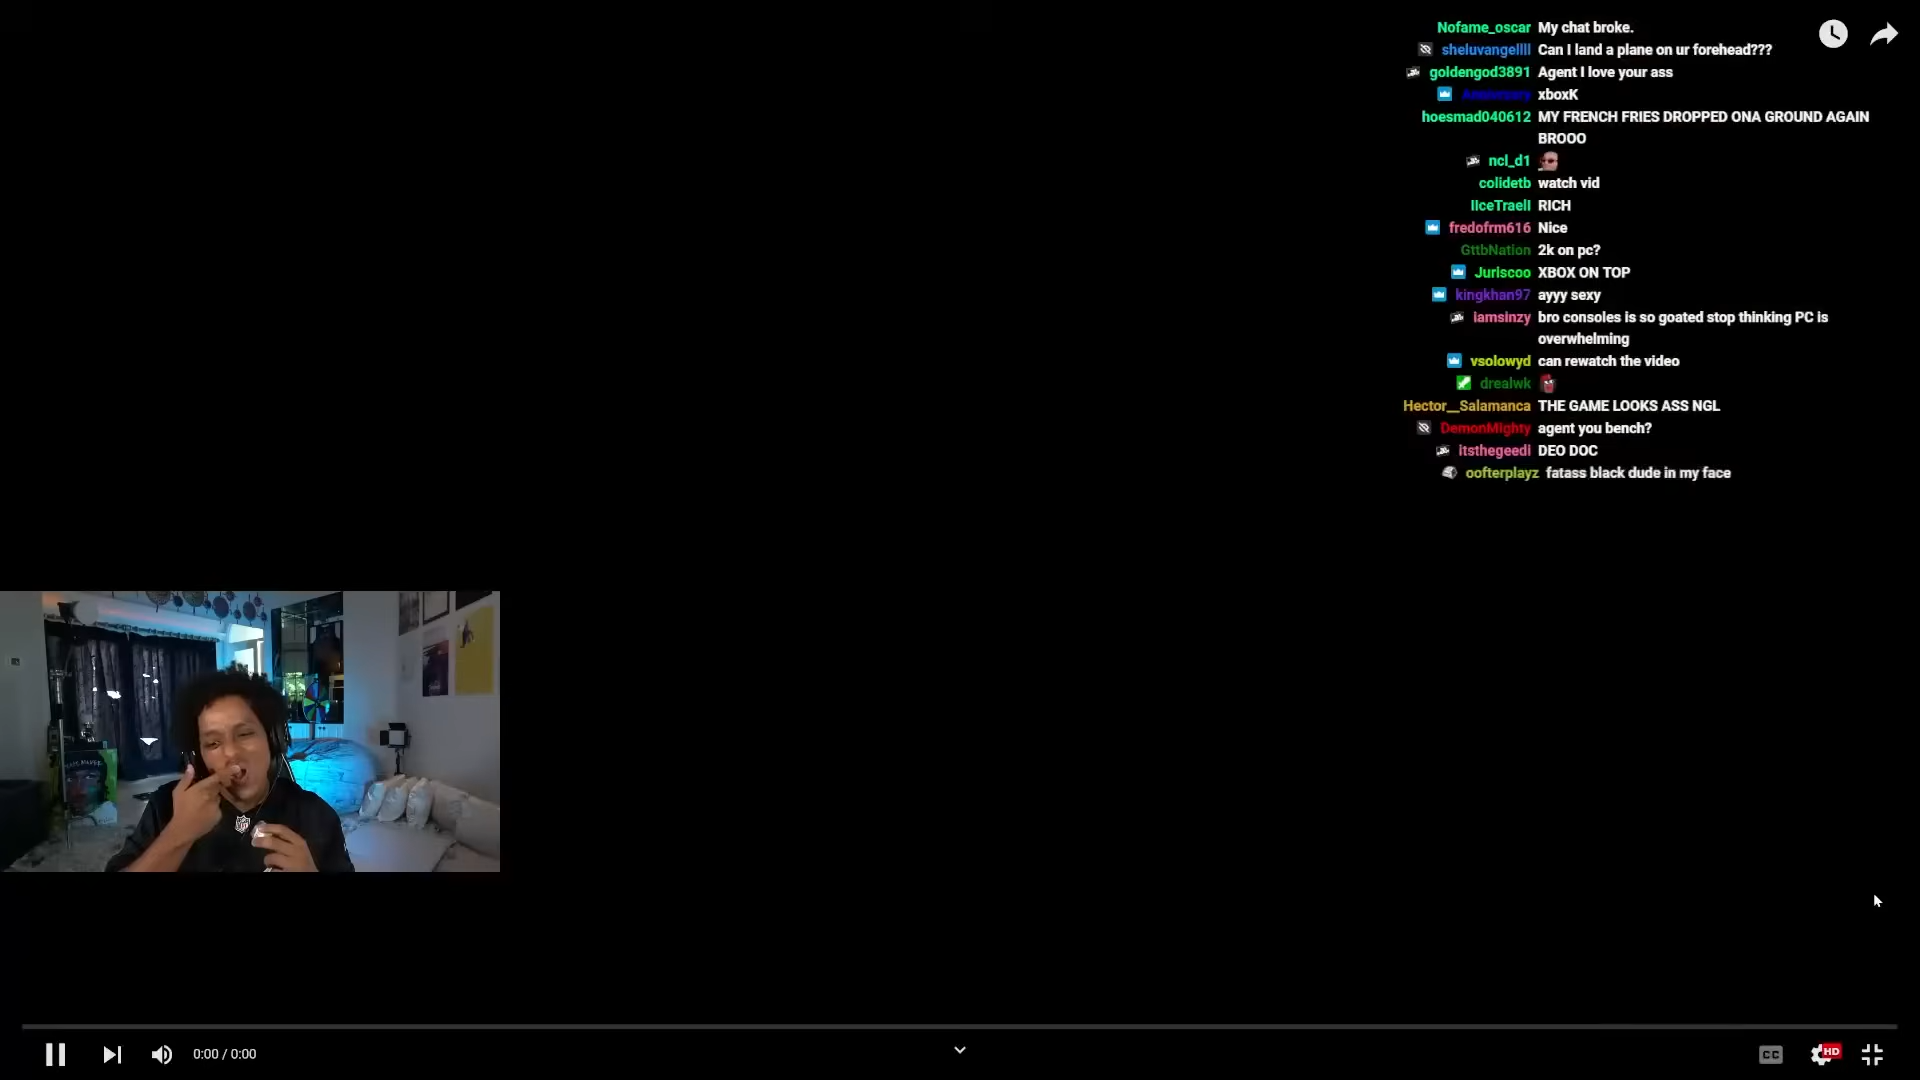 Nofame_oscar My chat broke.
sheluvangellll Can I land a plane on ur forehead???
goldengod3891 Agent I love your ass
xboxK
hoesmad040612 MY FRENCH FRIES DROPPED ONA GROUND AGAIN
BROOO
ncl_d1
colidetb watch vid
IIceTraell RICH
fredofrm616 Nice
GttbNation 2k on pc?
Juriscoo XBOX ON TOP
kingkhan97 ayyy sexy
iamsinzy bro consoles is so goated stop thinking PC is
overwhelming
vsolowyd can rewatch the video
drealwk
Hector__Salamanca THE GAME LOOKS ASS NGL
DemonMighty agent you bench?
itsthegeedi DEO DOC
oofterplayz fatass black dude in my face
0:00 / 0:00
CC
HD